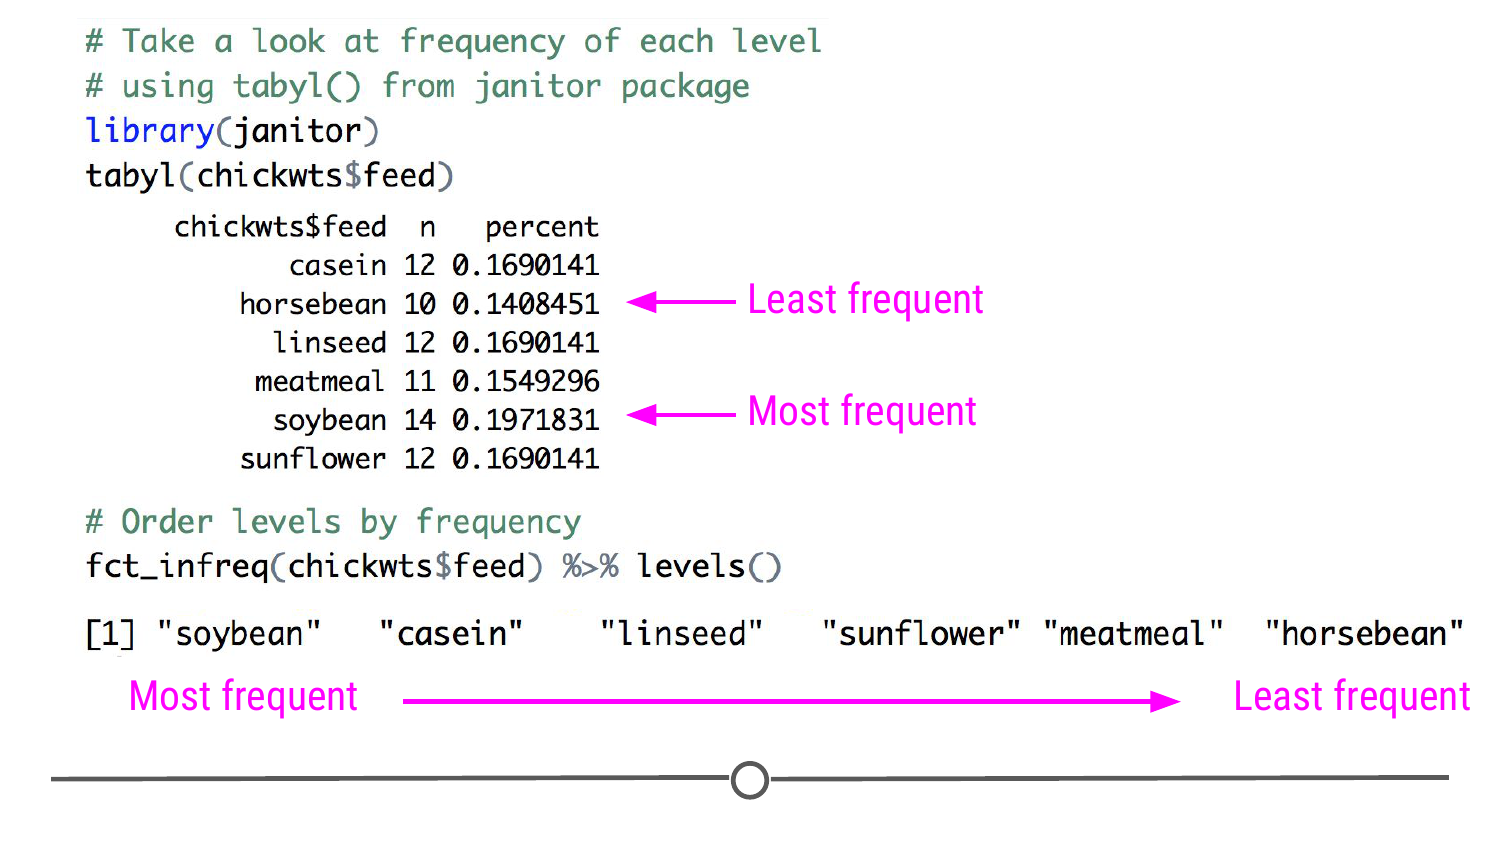 # Take a look at frequency of each level
# using tabyl() from janitor package
library(janitor)
tabyl(chickwts$feed)
chickwts$feed n percent
casein 12 0.1690141
horsebean 10 0.1408451
Least frequent
linseed 12 0.1690141
meatmeal 11 0.1549296
soybean 14 0.1971831
Most frequent
sunflower 12 0.1690141
# Order levels by frequency
fct_infreq(chickwts$feed) %>% levels()
[1] "soybean" "casein" "linseed" "sunflower" "meatmeal" "horsebean"
Most frequent
Least frequent